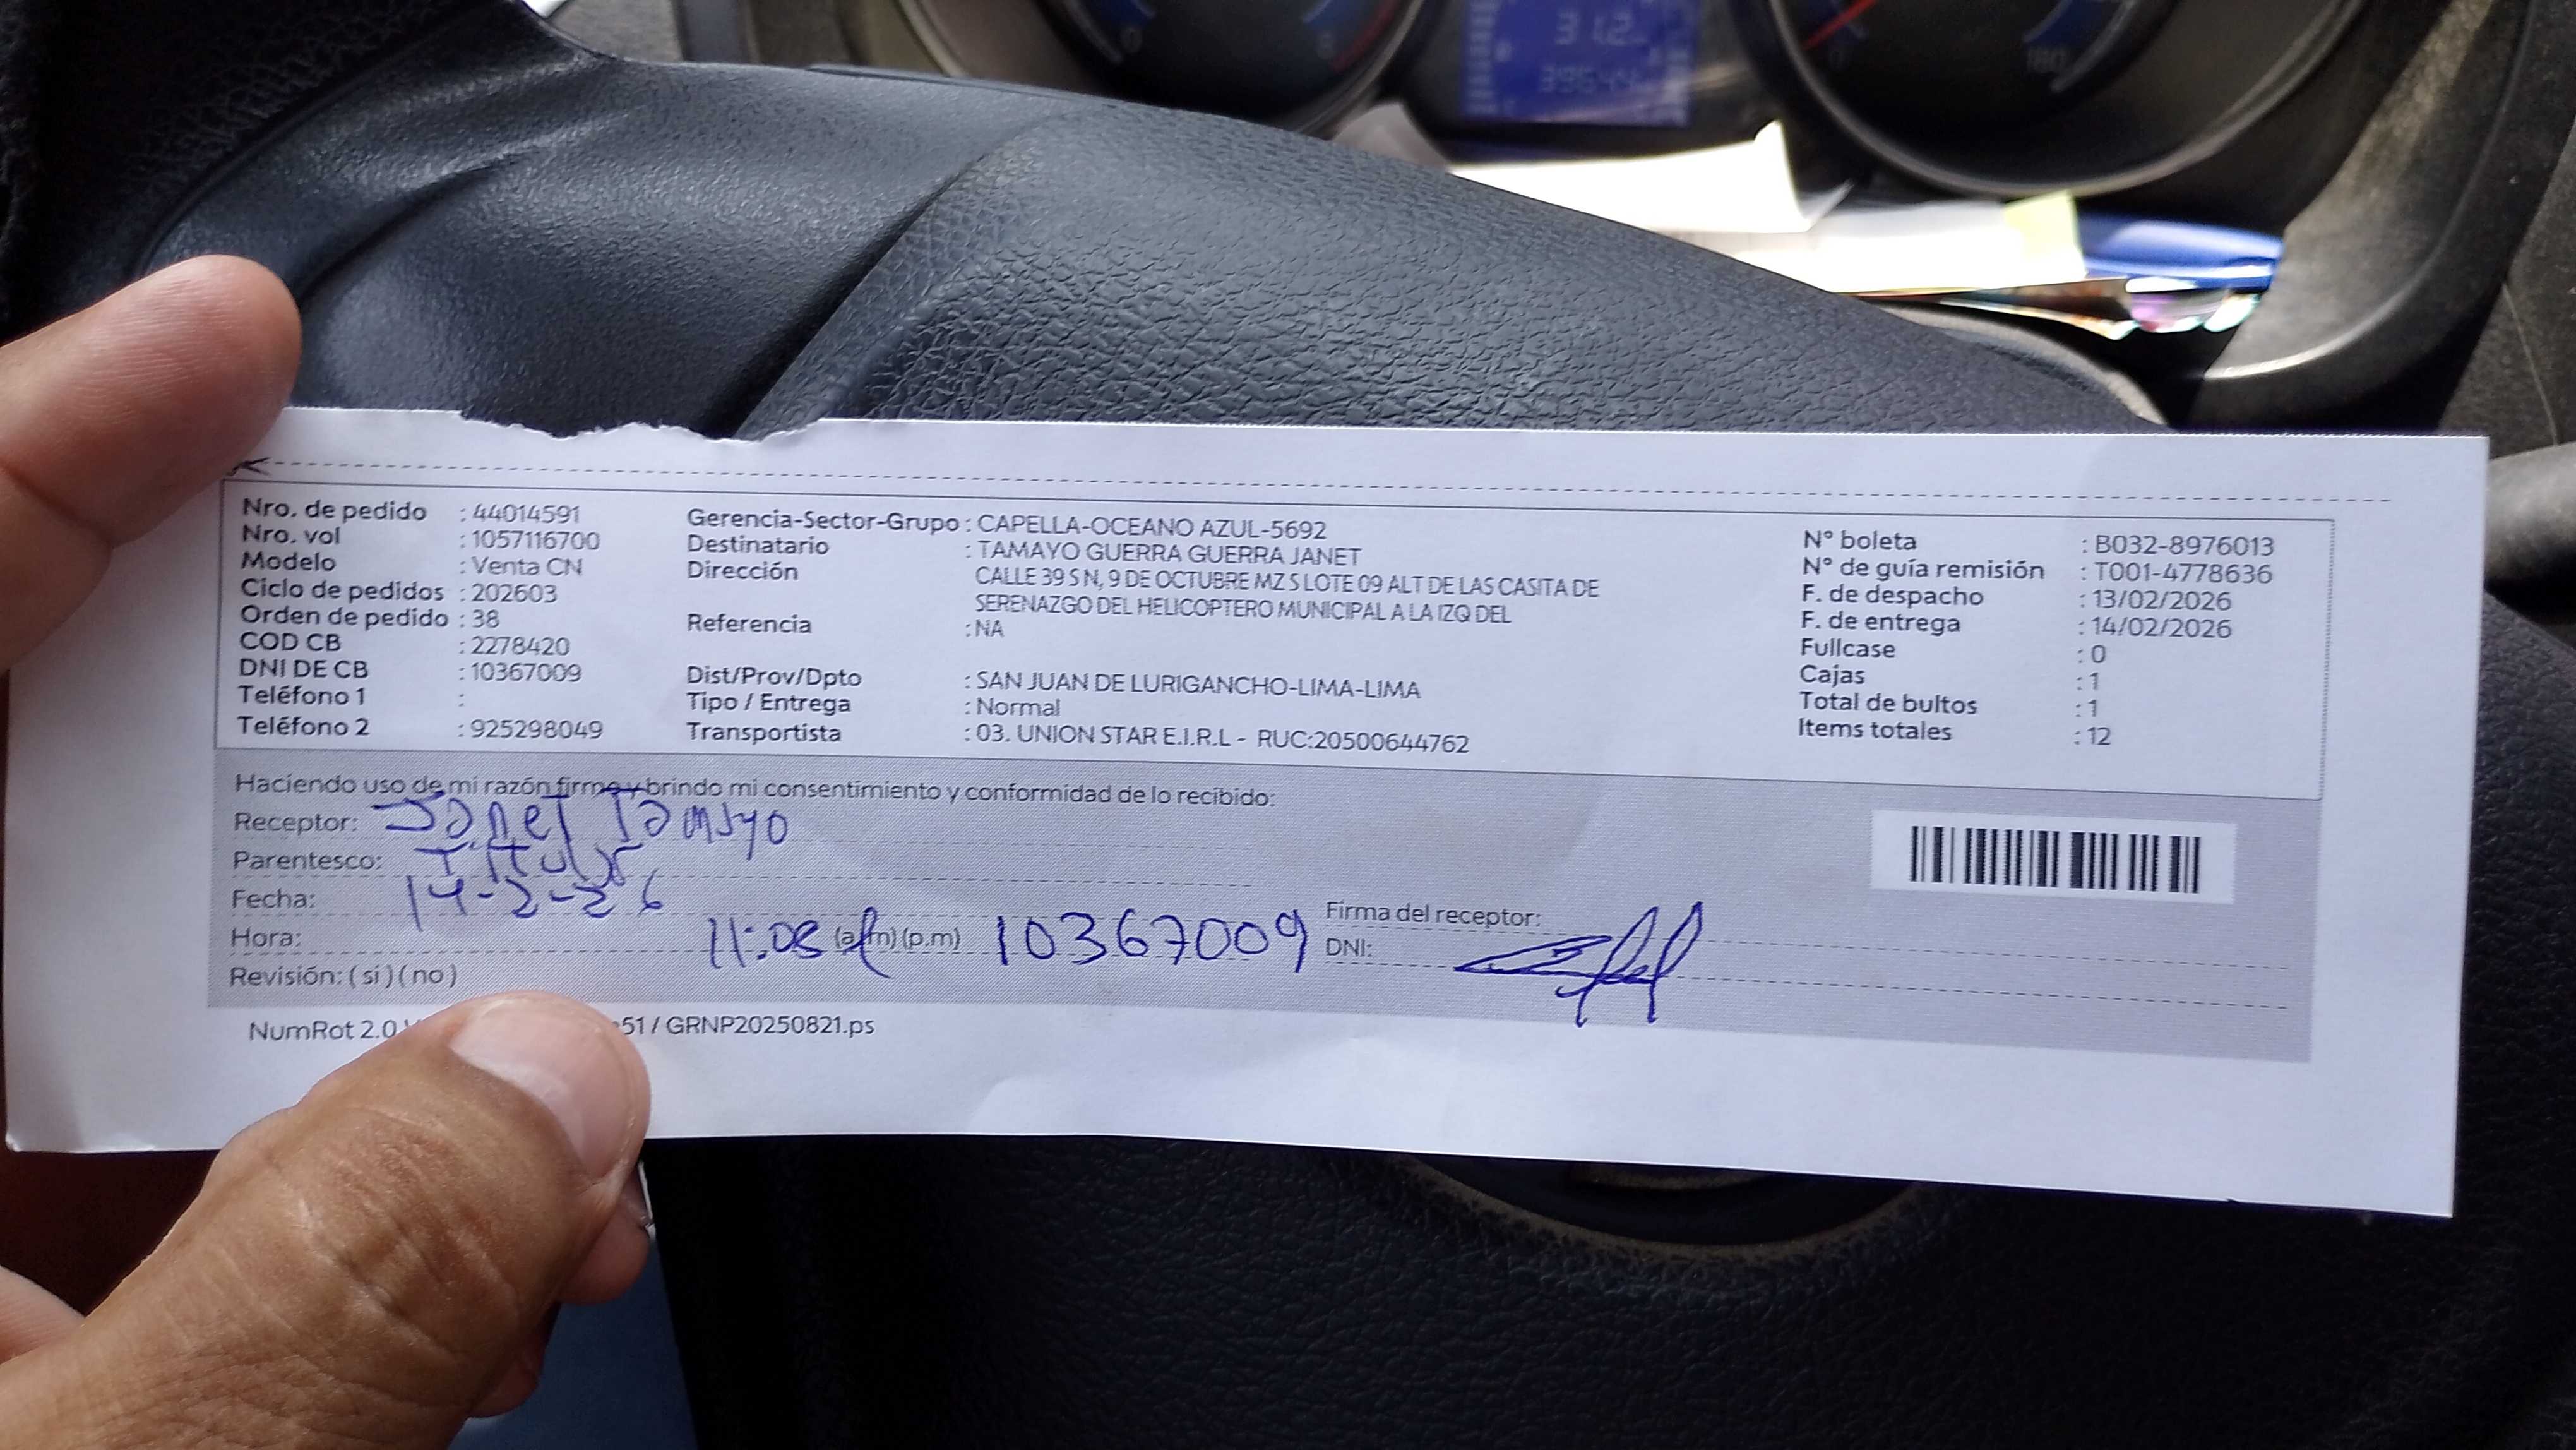 Nro. de pedido : 44014591
Nro. vol : 1057116700
Modelo : Venta CN
Ciclo de pedidos : 202603
Orden de pedido : 38
COD CB : 2278420
DNI DE CB : 10367009
Teléfono 1 :
Teléfono 2 : 925298049
Gerencia-Sector-Grupo : CAPELLA-OCEANO AZUL-5692
Destinatario : TAMAYO GUERRA GUERRA JANET
Dirección CALLE 39 S N, 9 DE OCTUBRE MZ S LOTE 09 ALT DE LAS CASITA DE
SERENAZGO DEL HELICOPTERO MUNICIPAL A LA IZQ DEL
Referencia : NA
Dist/Prov/Dpto : SAN JUAN DE LURIGANCHO-LIMA-LIMA
Tipo / Entrega : Normal
Transportista : 03. UNION STAR E.I.R.L - RUC:20500644762
N° boleta : B032-8976013
N° de guía remisión : T001-4778636
F. de despacho : 13/02/2026
F. de entrega : 14/02/2026
Fullcase : 0
Cajas : 1
Total de bultos : 1
Items totales : 12
Haciendo uso de mi razón firme y brindo mi consentimiento y conformidad de lo recibido:
Receptor: Janet Tamayo
Parentesco: Titular
Fecha: 14-2-26
Hora: 11:08 (a.m) (p.m) 10367009
Revisión: ( si ) ( no )
Firma del receptor:
DNI:
NumRot 2.0 51 / GRNP20250821.ps
312